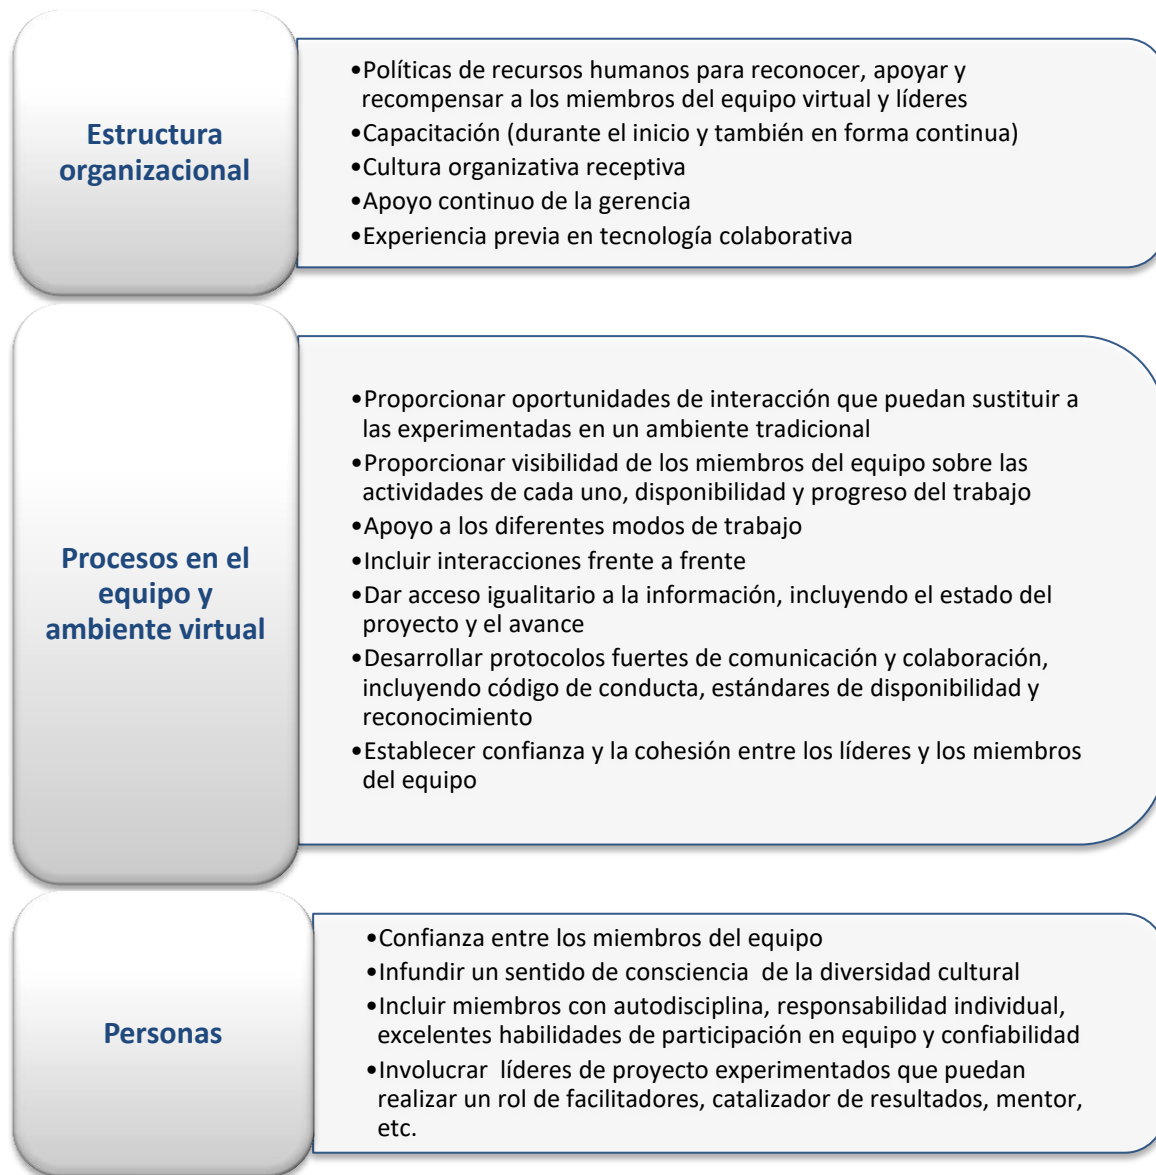 Estructura
organizacional
•Políticas de recursos humanos para reconocer, apoyar y
recompensar a los miembros del equipo virtual y líderes
•Capacitación (durante el inicio y también en forma continua)
•Cultura organizativa receptiva
•Apoyo continuo de la gerencia
•Experiencia previa en tecnología colaborativa
Procesos en el
equipo y
ambiente virtual
•Proporcionar oportunidades de interacción que puedan sustituir a
las experimentadas en un ambiente tradicional
•Proporcionar visibilidad de los miembros del equipo sobre las
actividades de cada uno, disponibilidad y progreso del trabajo
•Apoyo a los diferentes modos de trabajo
•Incluir interacciones frente a frente
•Dar acceso igualitario a la información, incluyendo el estado del
proyecto y el avance
•Desarrollar protocolos fuertes de comunicación y colaboración,
incluyendo código de conducta, estándares de disponibilidad y
reconocimiento
•Establecer confianza y la cohesión entre los líderes y los miembros
del equipo
Personas
•Confianza entre los miembros del equipo
•Infundir un sentido de consciencia  de la diversidad cultural
•Incluir miembros con autodisciplina, responsabilidad individual,
excelentes habilidades de participación en equipo y confiabilidad
•Involucrar  líderes de proyecto experimentados que puedan
realizar un rol de facilitadores, catalizador de resultados, mentor,
etc.